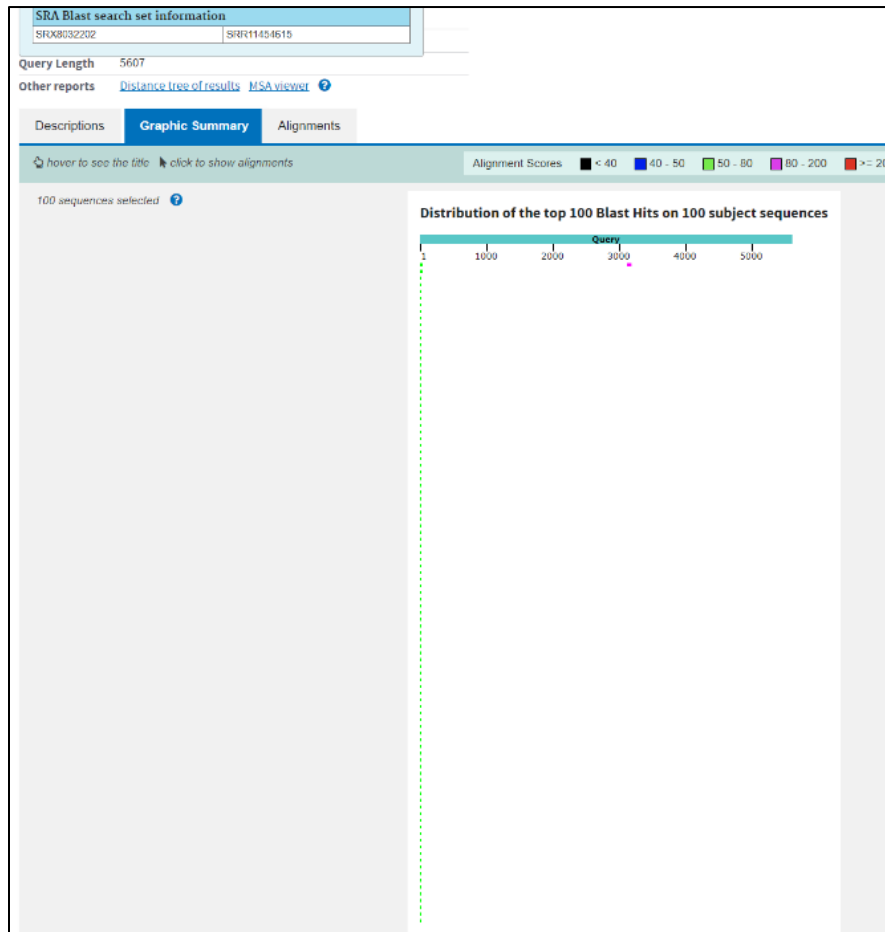 SRA Blast search set information
SRX8032202 SRR11454615
Query Length 5607
Other reports Distance tree of results MSA viewer ?
Descriptions Graphic Summary Alignments
hover to see the title click to show alignments Alignment Scores < 40 40 - 50 50 - 80 80 - 200 >= 20
100 sequences selected ?
Distribution of the top 100 Blast Hits on 100 subject sequences
Query
1 1000 2000 3000 4000 5000